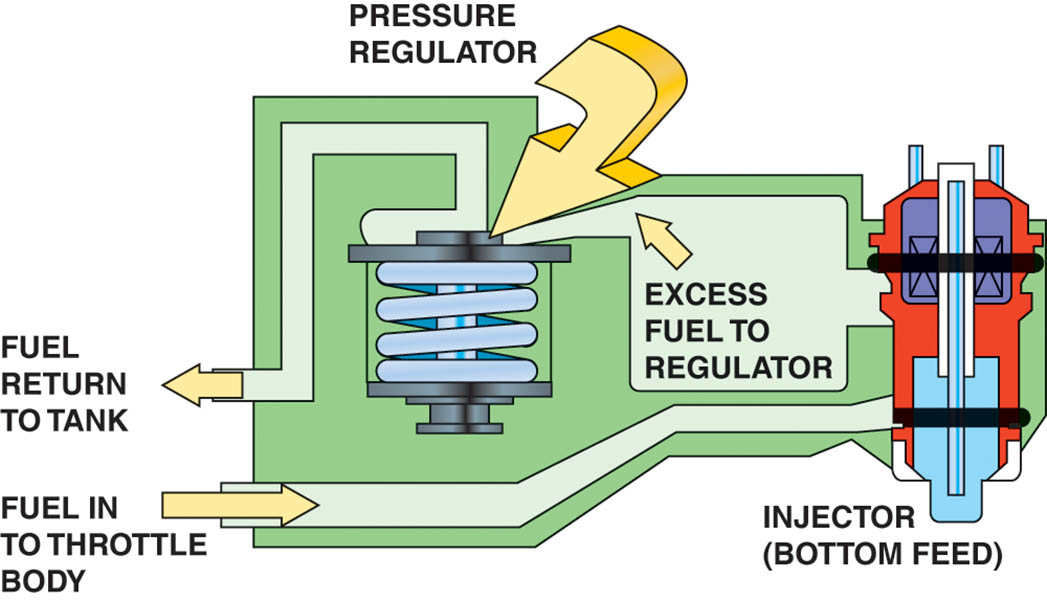 PRESSURE
REGULATOR
EXCESS
FUEL TO
REGULATOR
FUEL
RETURN
TO TANK
FUEL IN
TO THROTTLE
BODY
INJECTOR
(BOTTOM FEED)